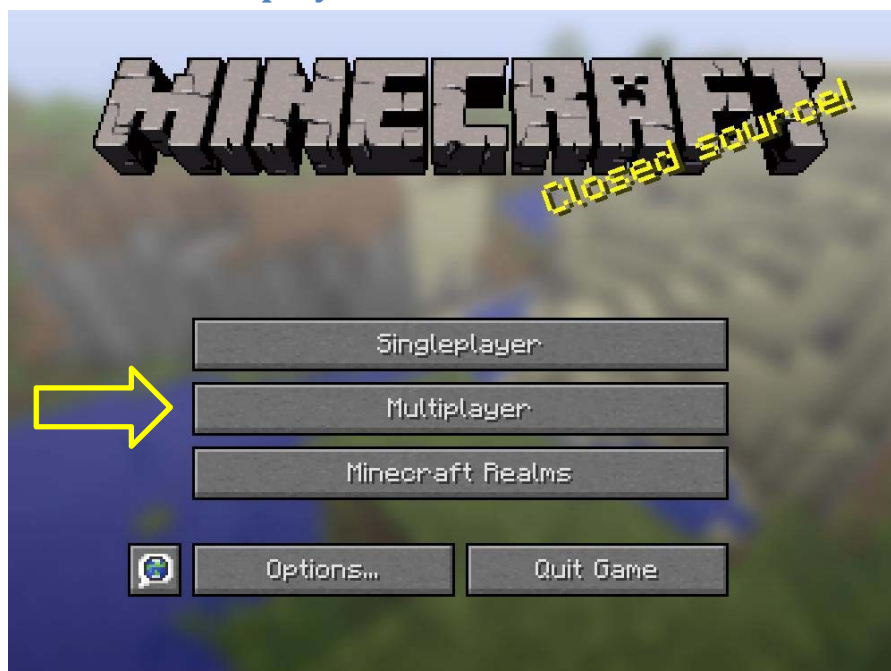 MINECRAFT
Closed source!
Singleplayer
Multiplayer
Minecraft Realms
Options...
Quit Game